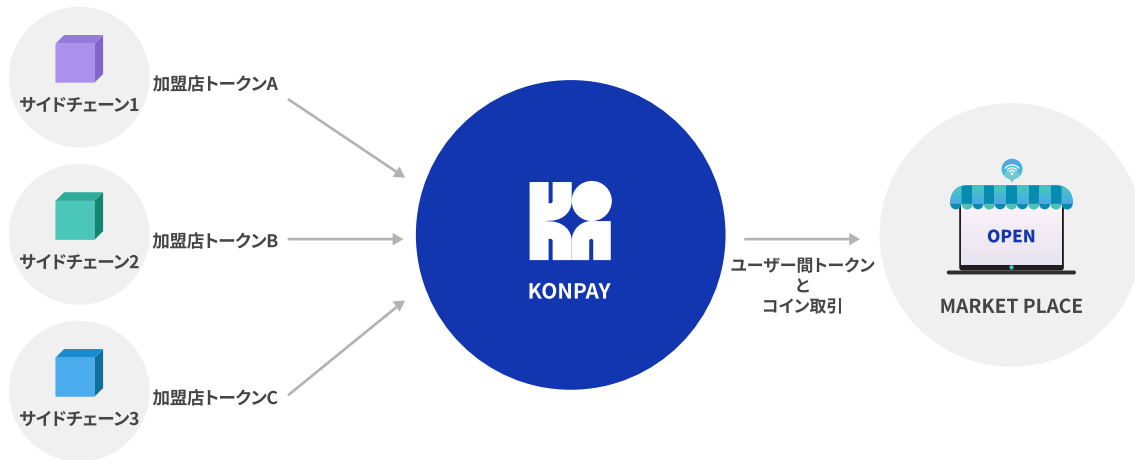 サイドチェーン1
加盟店トークンA
サイドチェーン2
加盟店トークンB
サイドチェーン3
加盟店トークンC
KONPAY
ユーザー間トークン
と
コイン取引
OPEN
MARKET PLACE